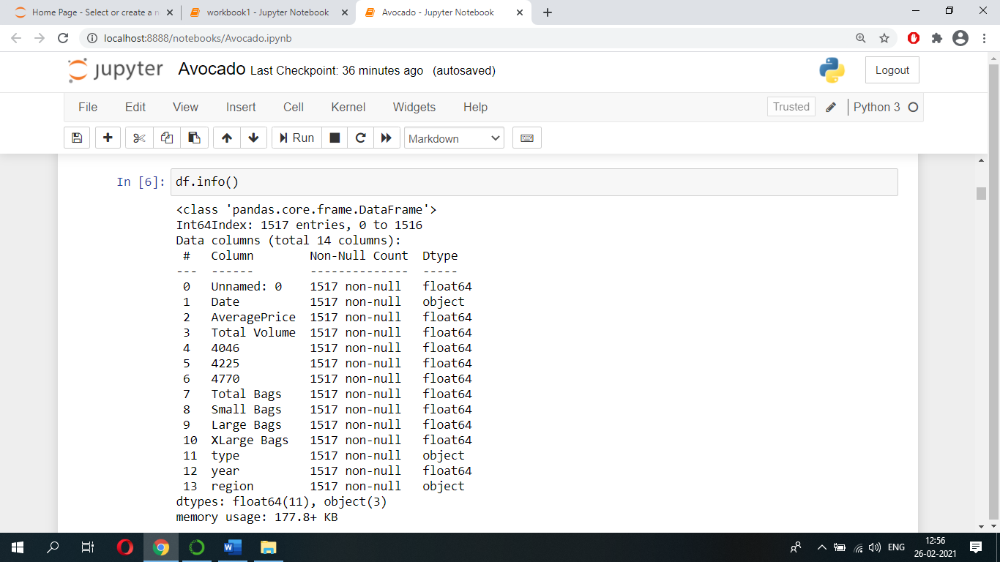 Home Page - Select or create a n
workbook1 - Jupyter Notebook
Avocado - Jupyter Notebook
localhost:8888/notebooks/Avocado.ipynb
jupyter Avocado Last Checkpoint: 36 minutes ago (autosaved)
Logout
File Edit View Insert Cell Kernel Widgets Help
Trusted Python 3
Run Markdown
In [6]: df.info()
<class 'pandas.core.frame.DataFrame'>
Int64Index: 1517 entries, 0 to 1516
Data columns (total 14 columns):
# Column Non-Null Count Dtype
--- ------ -------------- -----
0 Unnamed: 0 1517 non-null float64
1 Date 1517 non-null object
2 AveragePrice 1517 non-null float64
3 Total Volume 1517 non-null float64
4 4046 1517 non-null float64
5 4225 1517 non-null float64
6 4770 1517 non-null float64
7 Total Bags 1517 non-null float64
8 Small Bags 1517 non-null float64
9 Large Bags 1517 non-null float64
10 XLarge Bags 1517 non-null float64
11 type 1517 non-null object
12 year 1517 non-null float64
13 region 1517 non-null object
dtypes: float64(11), object(3)
memory usage: 177.8+ KB
ENG
12:56
26-02-2021